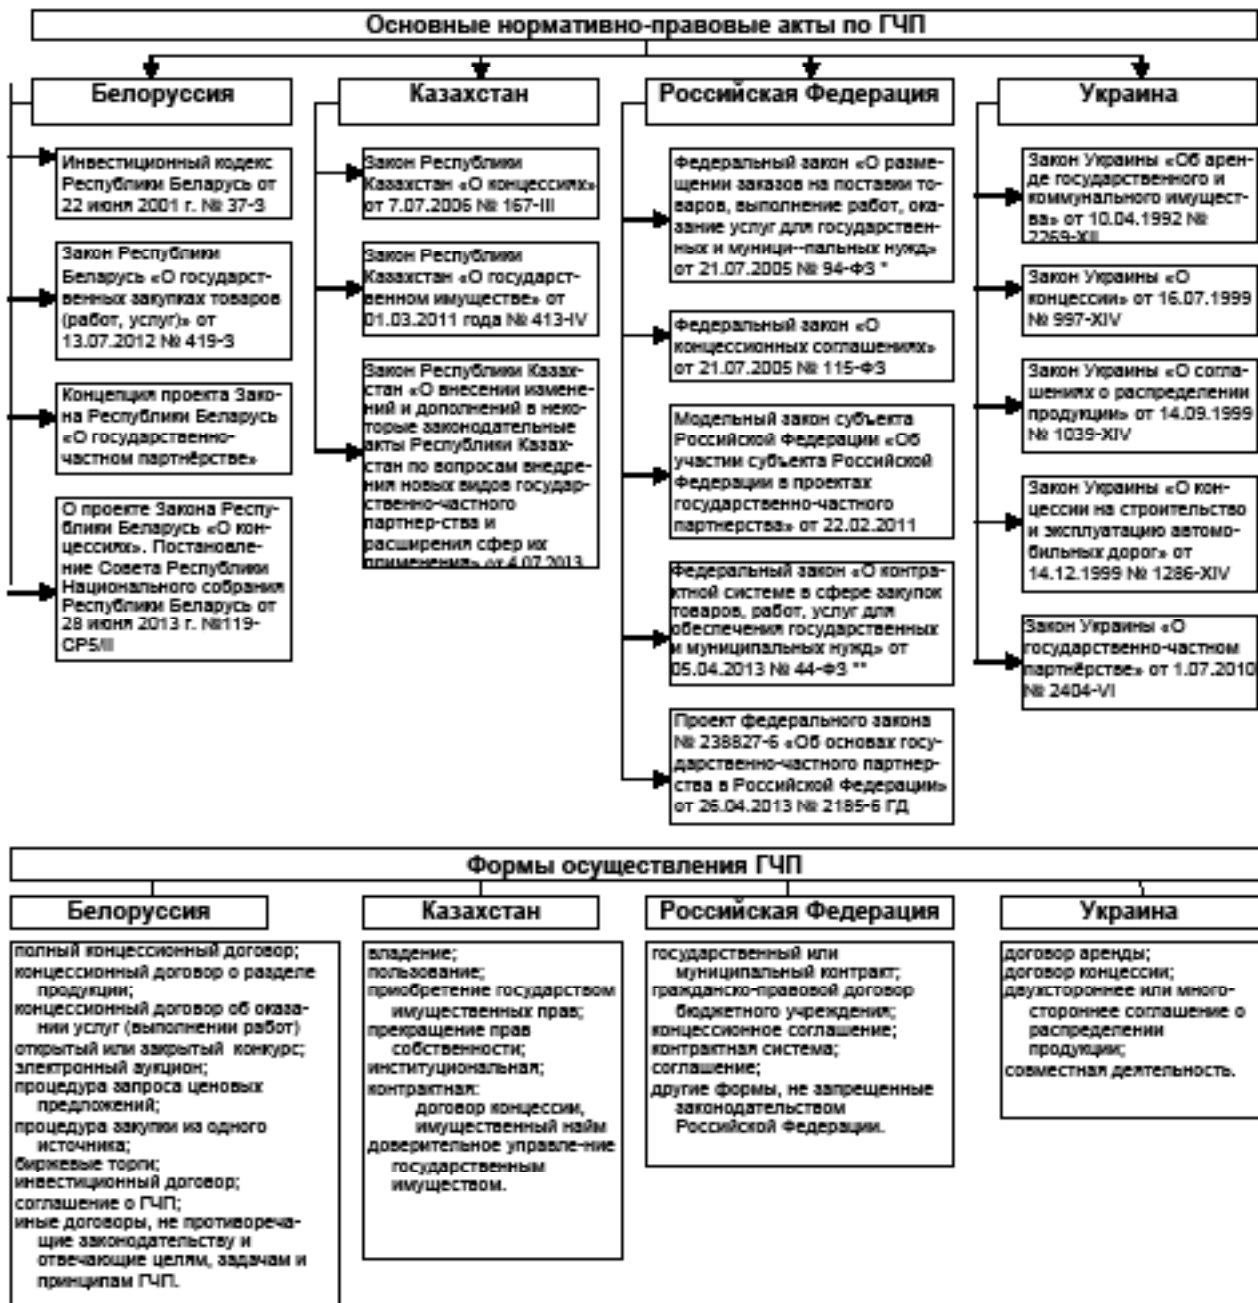 Основные нормативно-правовые акты по ГЧП
Белоруссия
Инвестиционный кодекс
Республики Беларусь от
22 июня 2001 г. № 37-З
Закон Республики
Беларусь «О государст-
венных закупках товаров
(работ, услуг)» от
13.07.2012 № 419-З
Концепция проекта Зако-
на Республики Беларусь
«О государственно-
частном партнёрстве»
О проекте Закона Респу-
блики Беларусь «О кон-
цессиях». Постановле-
ние Совета Республики
Национального собрания
Республики Беларусь от
28 июня 2013 г. №119-
СР5/II
Казахстан
Закон Республики
Казахстан «О концессиях»
от 7.07.2006 № 167-III
Закон Республики
Казахстан «О государст-
венном имуществе» от
01.03.2011 года № 413-IV
Закон Республики Казах-
стан «О внесении измене-
ний и дополнений в неко-
торые законодательные
акты Республики Казах-
стан по вопросам внедре-
ния новых видов государ-
ственно-частного
партнер-ства и
расширения сфер их
применения» от 4.07.2013
Российская Федерация
Федеральный закон «О разме-
щении заказов на поставки то-
варов, выполнение работ, ока-
зание услуг для государствен-
ных и муници--пальных нужд»
от 21.07.2005 № 94-ФЗ *
Федеральный закон «О
концессионных соглашениях»
от 21.07.2005 № 115-ФЗ
Модельный закон субъекта
Российской Федерации «Об
участии субъекта Российской
Федерации в проектах
государственно-частного
партнерства» от 22.02.2011
Федеральный закон «О контра-
ктной системе в сфере закупок
товаров, работ, услуг для
обеспечения государственных
и муниципальных нужд» от
05.04.2013 № 44-ФЗ **
Проект федерального закона
№ 238827-6 «Об основах госу-
дарственно-частного партнер-
ства в Российской Федерации»
от 26.04.2013 № 2185-6 ГД
Украина
Закон Украины «Об арен-
де государственного и
коммунального имущест-
ва» от 10.04.1992 №
2269-XII
Закон Украины «О
концессии» от 16.07.1999
№ 997-XIV
Закон Украины «О согла-
шениях о распределении
продукции» от 14.09.1999
№ 1039-XIV
Закон Украины «О кон-
цессии на строительство
и эксплуатацию автомо-
бильных дорог» от
14.12.1999 № 1286-XIV
Закон Украины «О
государственно-частном
партнёрстве» от 1.07.2010
№ 2404-VI
Формы осуществления ГЧП
Белоруссия
полный концессионный договор;
концессионный договор о разделе
продукции;
концессионный договор об оказа-
нии услуг (выполнении работ)
открытый или закрытый конкурс;
электронный аукцион;
процедура запроса ценовых
предложений;
процедура закупки из одного
источника;
биржевые торги;
инвестиционный договор;
соглашение о ГЧП;
иные договоры, не противореча-
щие законодательству и
отвечающие целям, задачам и
принципам ГЧП.
Казахстан
владение;
пользование;
приобретение государством
имущественных прав;
прекращение прав
собственности;
институциональная;
контрактная:
договор концессии,
имущественный найм
доверительное управле-ние
государственным
имуществом.
Российская Федерация
государственный или
муниципальный контракт;
гражданско-правовой договор
бюджетного учреждения;
концессионное соглашение;
контрактная система;
соглашение;
другие формы, не запрещенные
законодательством
Российской Федерации.
Украина
договор аренды;
договор концессии;
двухстороннее или много-
стороннее соглашение о
распределении
продукции;
совместная деятельность.